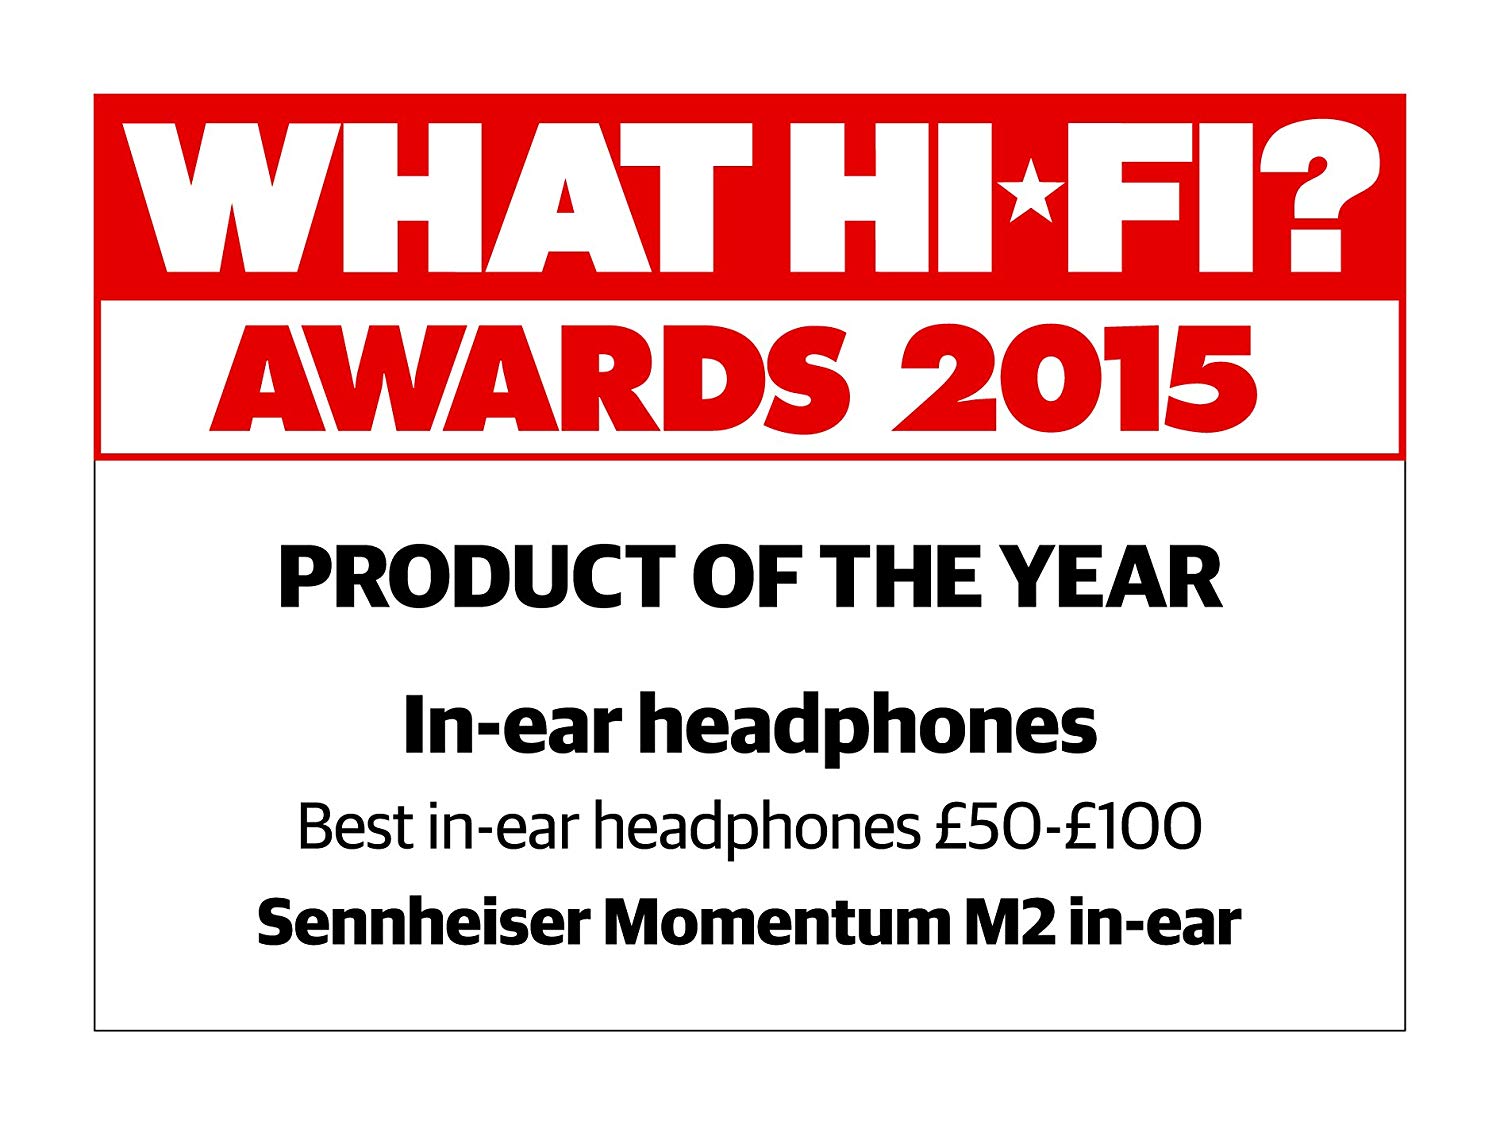 WHAT HI★FI?
AWARDS 2015
PRODUCT OF THE YEAR
In-ear headphones
Best in-ear headphones £50-£100
Sennheiser Momentum M2 in-ear